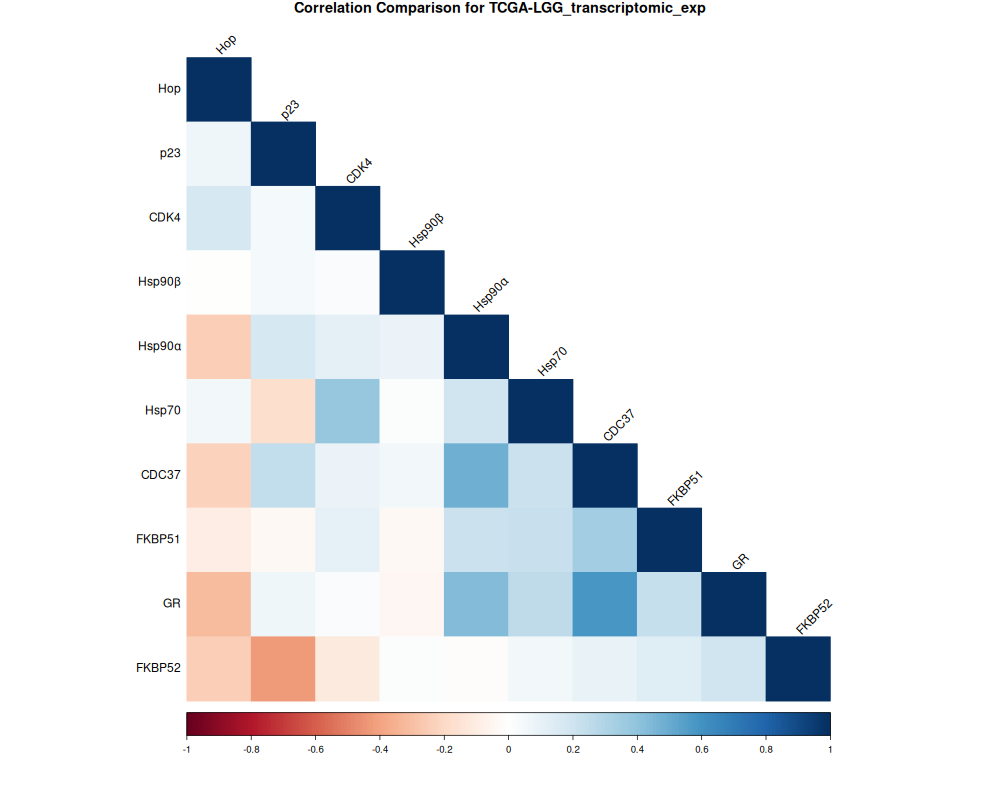 Correlation Comparison for TCGA-LGG_transcriptomic_exp
Hop
Hop
p23
p23
CDK4
CDK4
Hsp90β
Hsp90β
Hsp90α
Hsp90α
Hsp70
Hsp70
CDC37
CDC37
FKBP51
FKBP51
GR
GR
FKBP52
FKBP52
-1 -0.8 -0.6 -0.4 -0.2 0 0.2 0.4 0.6 0.8 1